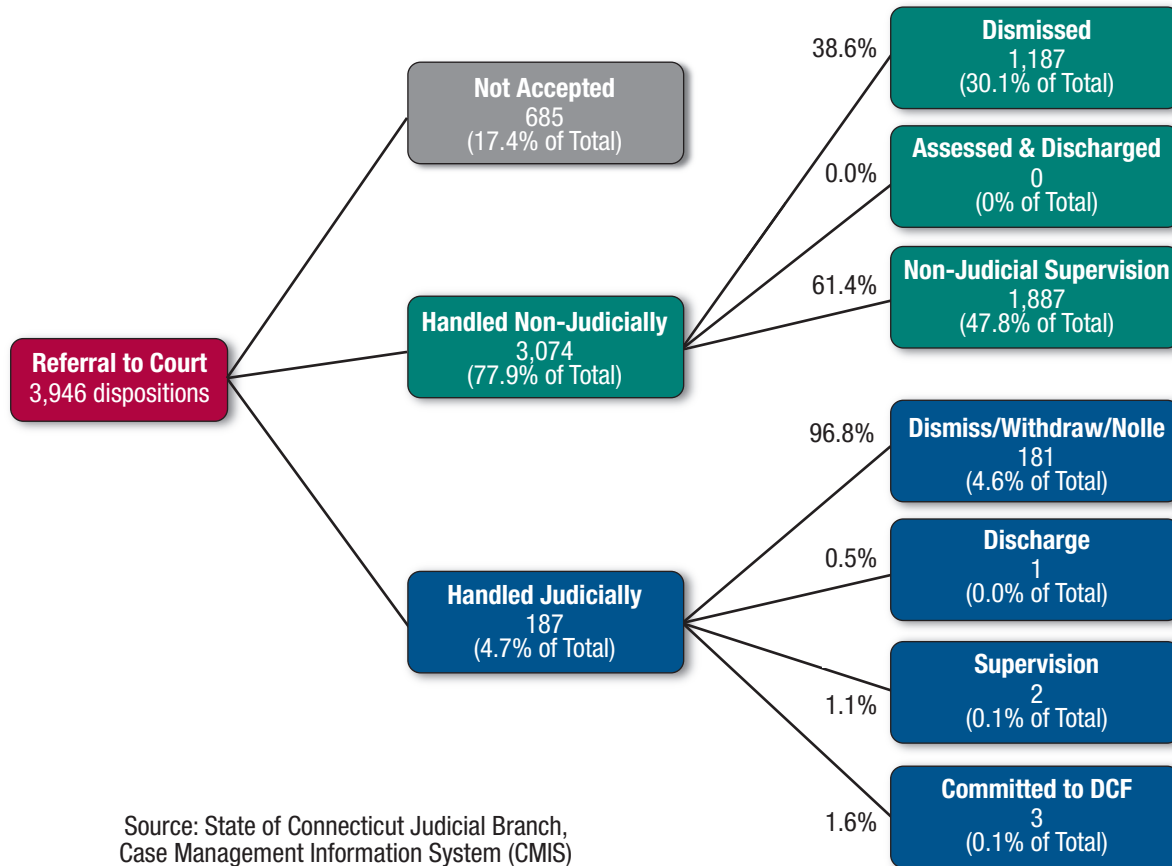 Referral to Court
3,946 dispositions
Not Accepted
685
(17.4% of Total)
Handled Non-Judicially
3,074
(77.9% of Total)
Handled Judicially
187
(4.7% of Total)
38.6%
Dismissed
1,187
(30.1% of Total)
0.0%
Assessed & Discharged
0
(0% of Total)
61.4%
Non-Judicial Supervision
1,887
(47.8% of Total)
96.8%
Dismiss/Withdraw/Nolle
181
(4.6% of Total)
0.5%
Discharge
1
(0.0% of Total)
1.1%
Supervision
2
(0.1% of Total)
1.6%
Committed to DCF
3
(0.1% of Total)
Source: State of Connecticut Judicial Branch,
Case Management Information System (CMIS)